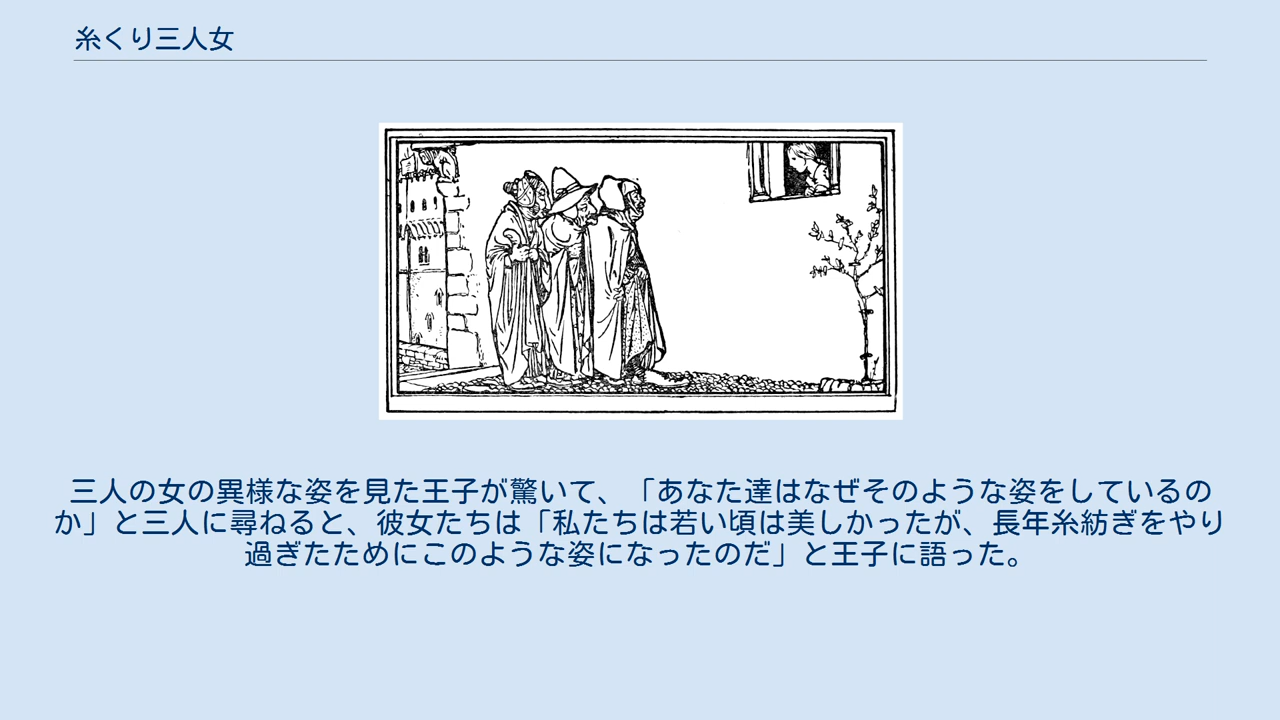 糸くり三人女
三人の女の異様な姿を見た王子が驚いて、「あなた達はなぜそのような姿をしているの
か」と三人に尋ねると、彼女たちは「私たちは若い頃は美しかったが、長年糸紡ぎをやり
過ぎたためにこのような姿になったのだ」と王子に語った。